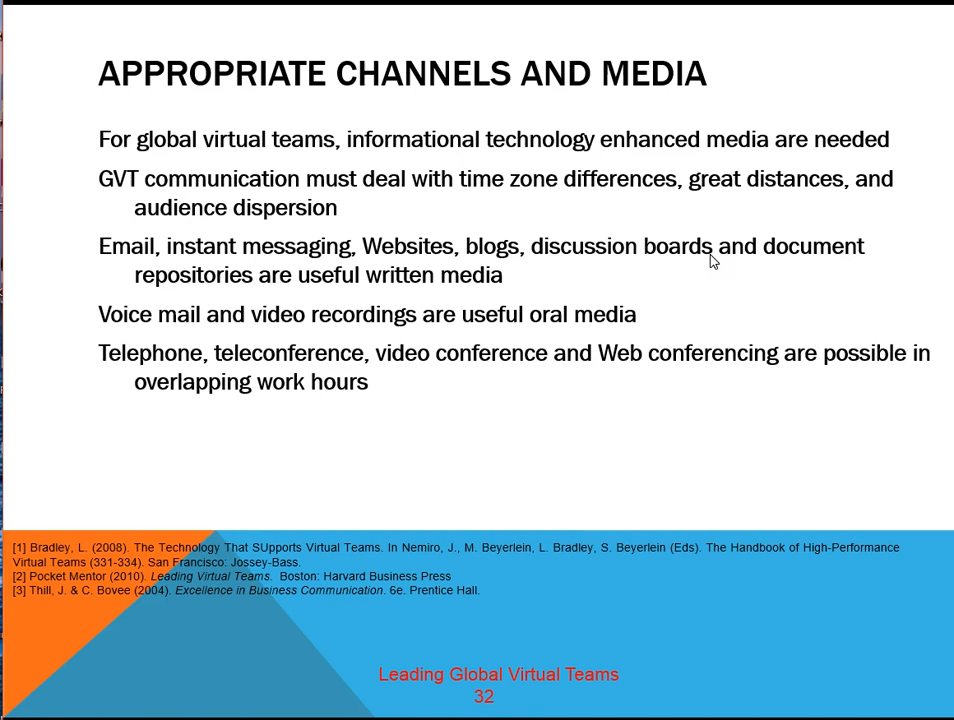 APPROPRIATE CHANNELS AND MEDIA
For global virtual teams, informational technology enhanced media are needed
GVT communication must deal with time zone differences, great distances, and
audience dispersion
Email, instant messaging, Websites, blogs, discussion boards and document
repositories are useful written media
Voice mail and video recordings are useful oral media
Telephone, teleconference, video conference and Web conferencing are possible in
overlapping work hours
[1] Bradley, L. (2008). The Technology That SUpports Virtual Teams. In Nemiro, J., M. Beyerlein, L. Bradley, S. Beyerlein (Eds). The Handbook of High-Performance
Virtual Teams (331-334). San Francisco: Jossey-Bass.
[2] Pocket Mentor (2010). Leading Virtual Teams. Boston: Harvard Business Press
[3] Thill, J. & C. Bovee (2004). Excellence in Business Communication. 6e. Prentice Hall.
Leading Global Virtual Teams
32